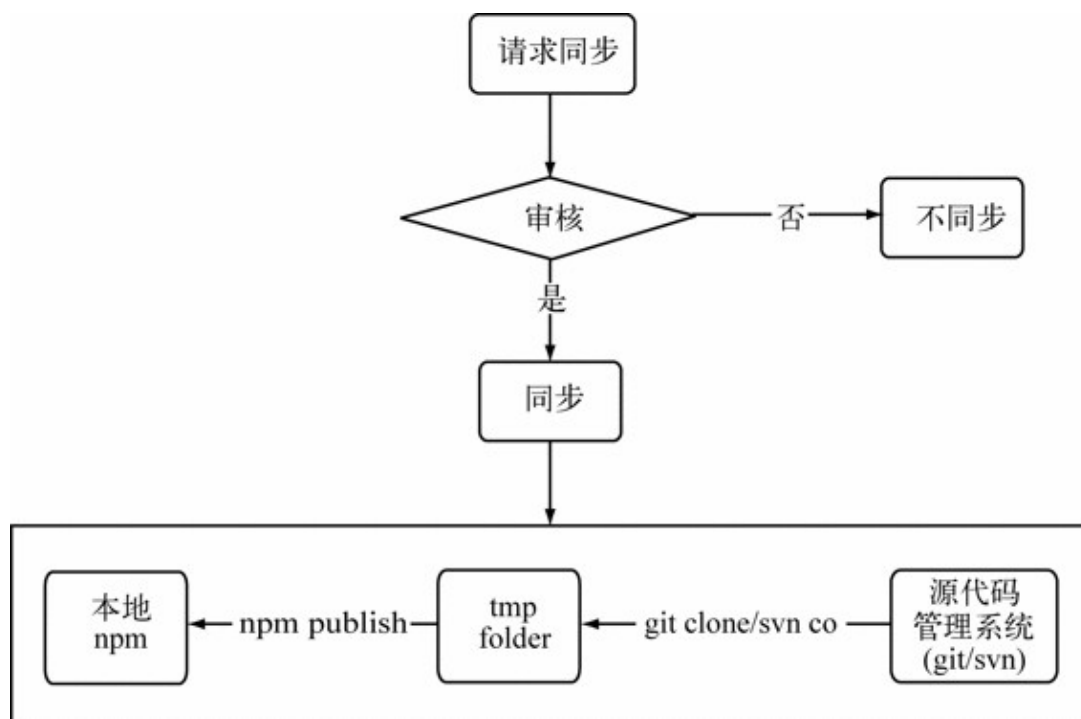 请求同步
审核
否
不同步
是
同步
本地
npm
npm publish
tmp
folder
git clone/svn co
源代码
管理系统
(git/svn)